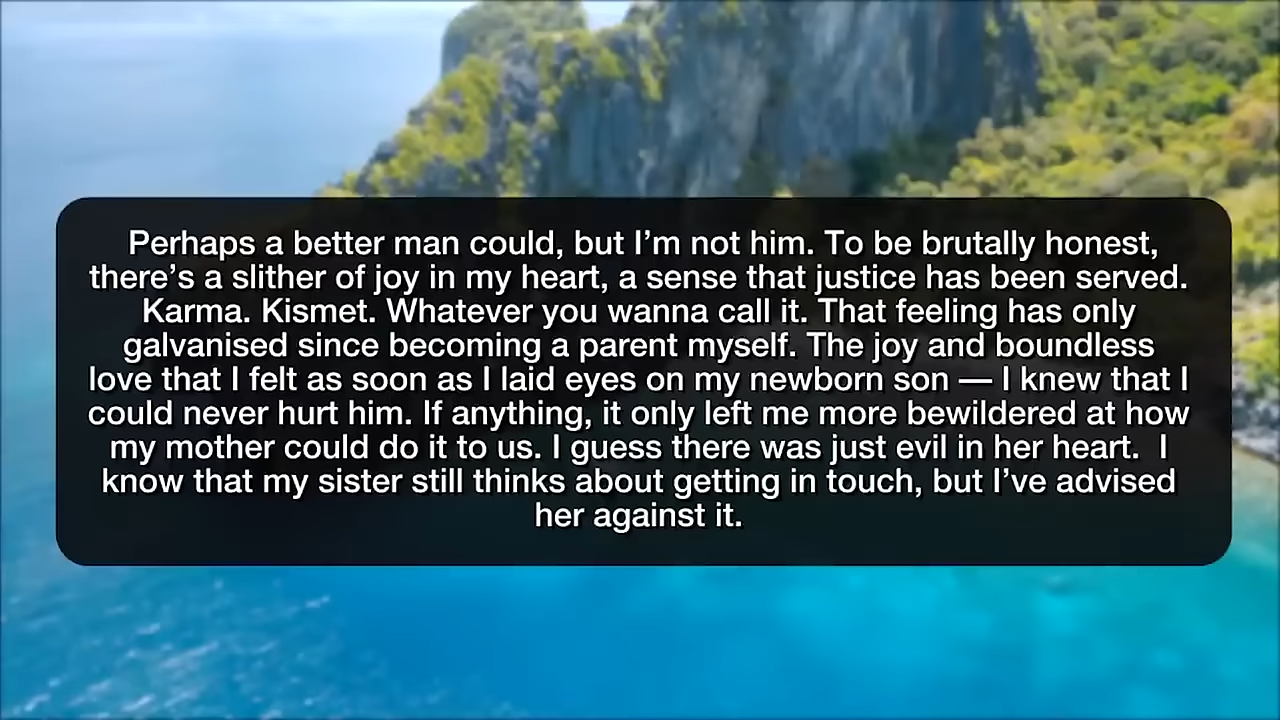 Perhaps a better man could, but I’m not him. To be brutally honest,
there’s a slither of joy in my heart, a sense that justice has been served.
Karma. Kismet. Whatever you wanna call it. That feeling has only
galvanised since becoming a parent myself. The joy and boundless
love that I felt as soon as I laid eyes on my newborn son — I knew that I
could never hurt him. If anything, it only left me more bewildered at how
my mother could do it to us. I guess there was just evil in her heart.  I
know that my sister still thinks about getting in touch, but I’ve advised
her against it.